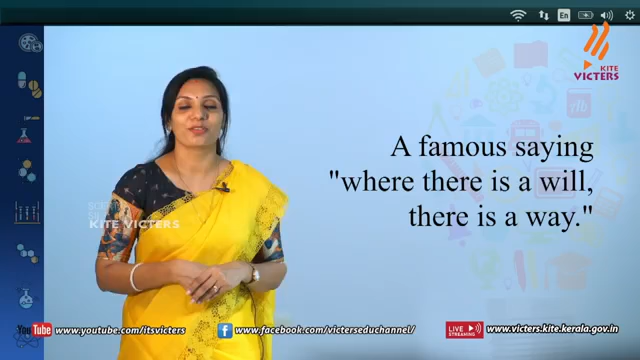 En
KITE
VICTERS
A famous saying
"where there is a will,
there is a way."
KITE VICTERS
YouTube
www.youtube.com/itsvicters
www.facebook.com/victerseduchannel/
LIVE
STREAMING
www.victers.kite.kerala.gov.in